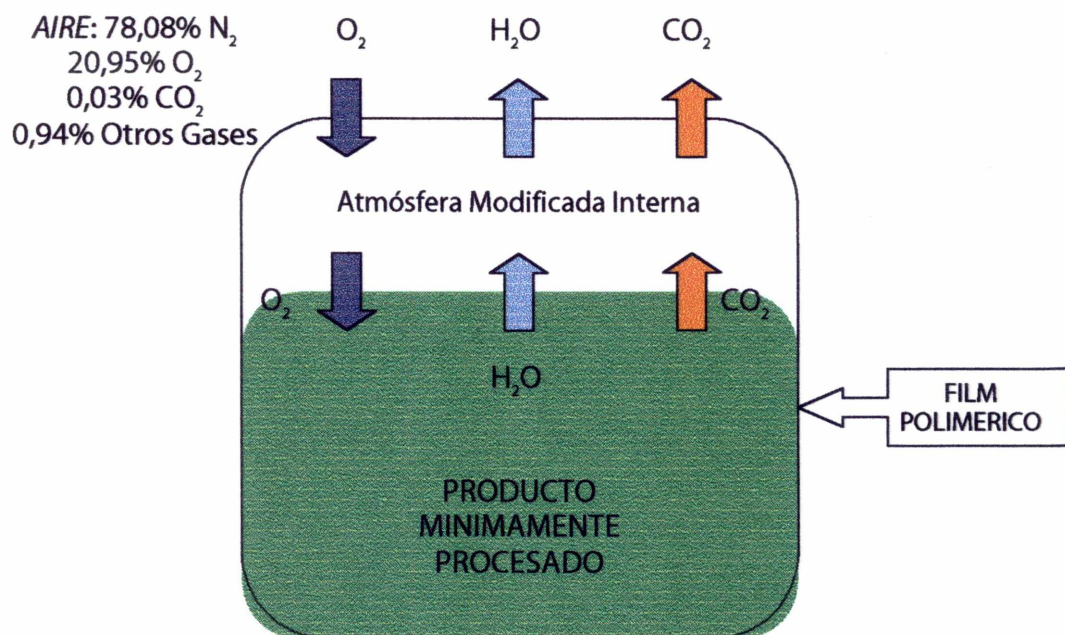 AIRE: 78,08% N₂
20,95% O₂
0,03% CO₂
0,94% Otros Gases
O₂
H₂O
CO₂
Atmósfera Modificada Interna
O₂
CO₂
H₂O
FILM
POLIMERICO
PRODUCTO
MINIMAMENTE
PROCESADO